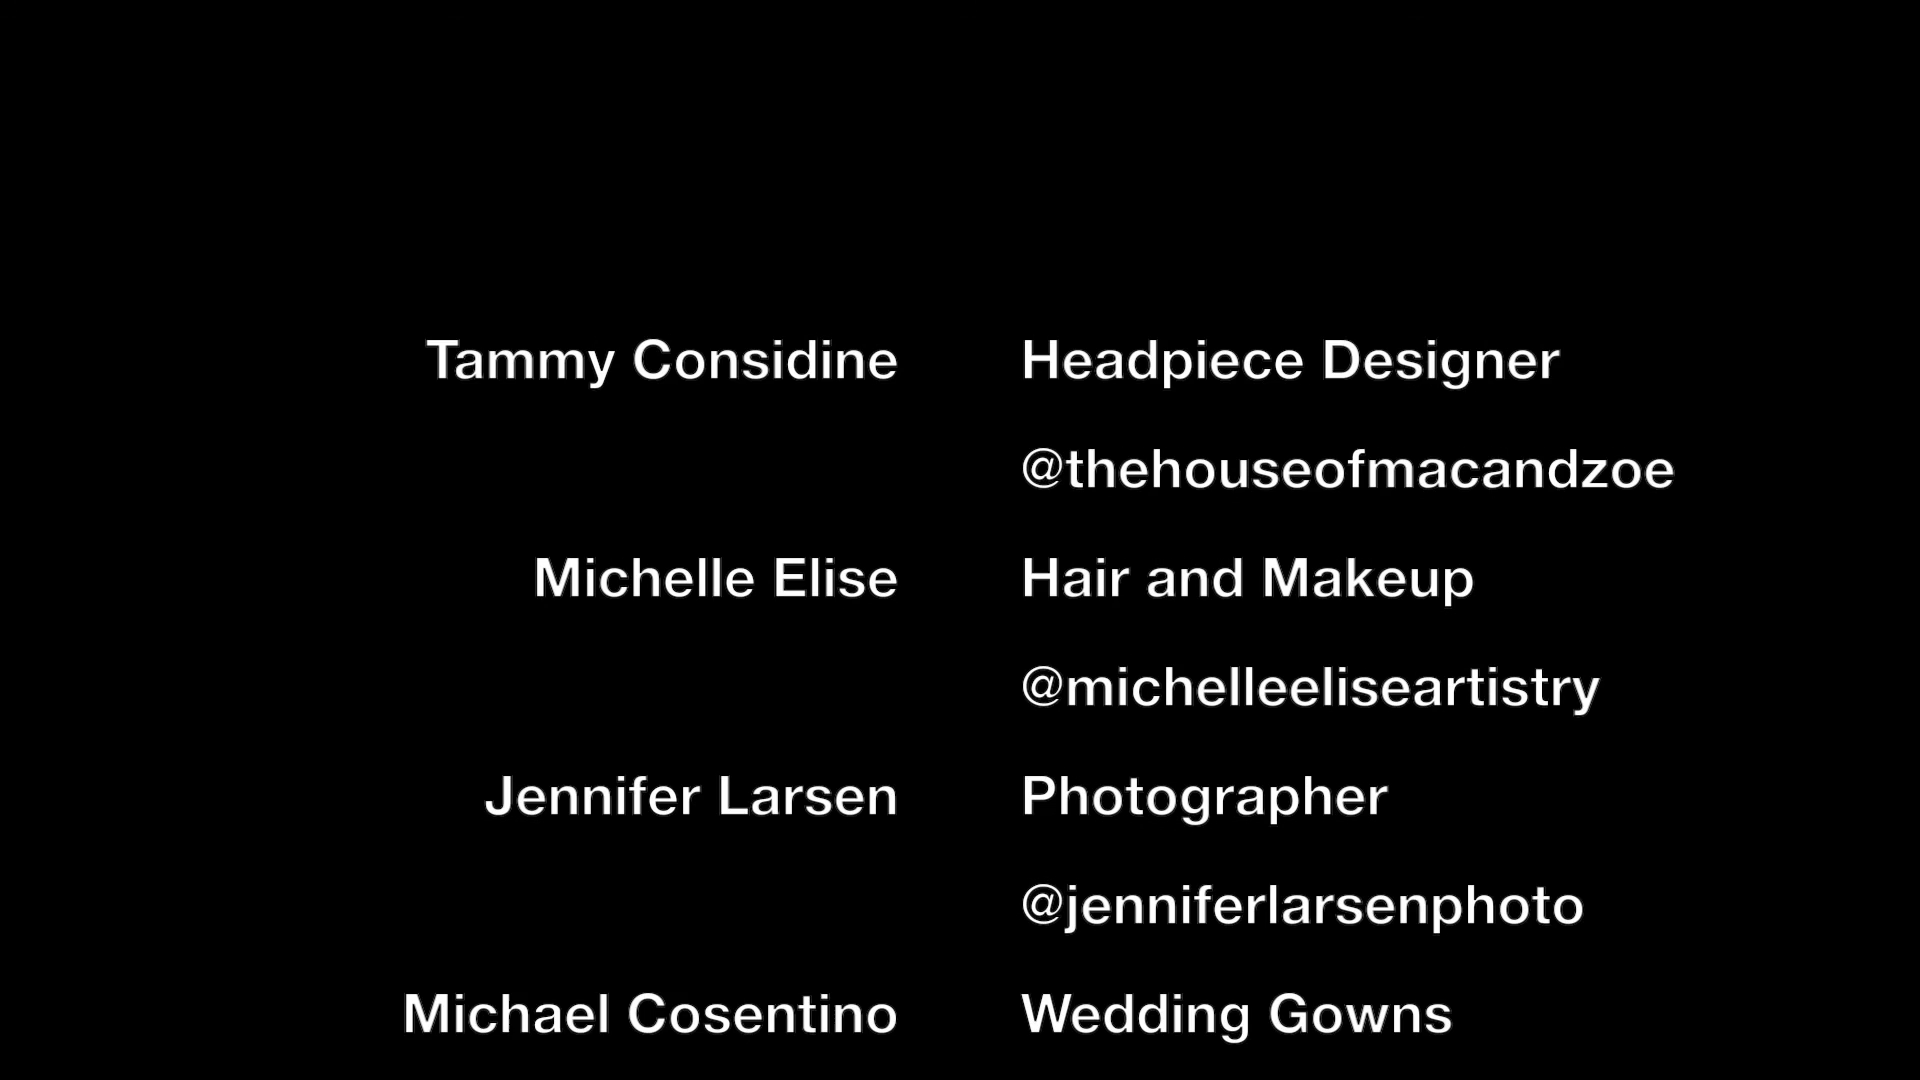 Tammy Considine Headpiece Designer
@thehouseofmacandzoe
Michelle Elise Hair and Makeup
@michelleeliseartistry
Jennifer Larsen Photographer
@jenniferlarsenphoto
Michael Cosentino Wedding Gowns